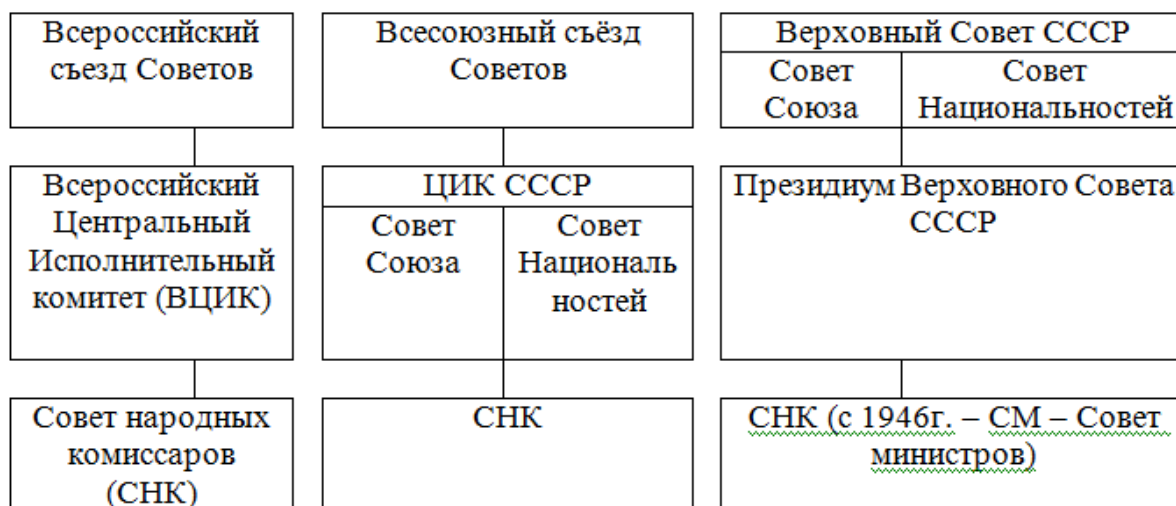 Всероссийский
съезд Советов
Всесоюзный съёзд
Советов
Верховный Совет СССР
Совет
Союза
Совет
Национальностей
Всероссийский
Центральный
Исполнительный
комитет (ВЦИК)
ЦИК СССР
Совет
Союза
Совет
Националь
ностей
Президиум Верховного Совета
СССР
Совет народных
комиссаров
(СНК)
СНК
СНК (с 1946г. – СМ – Совет
министров)